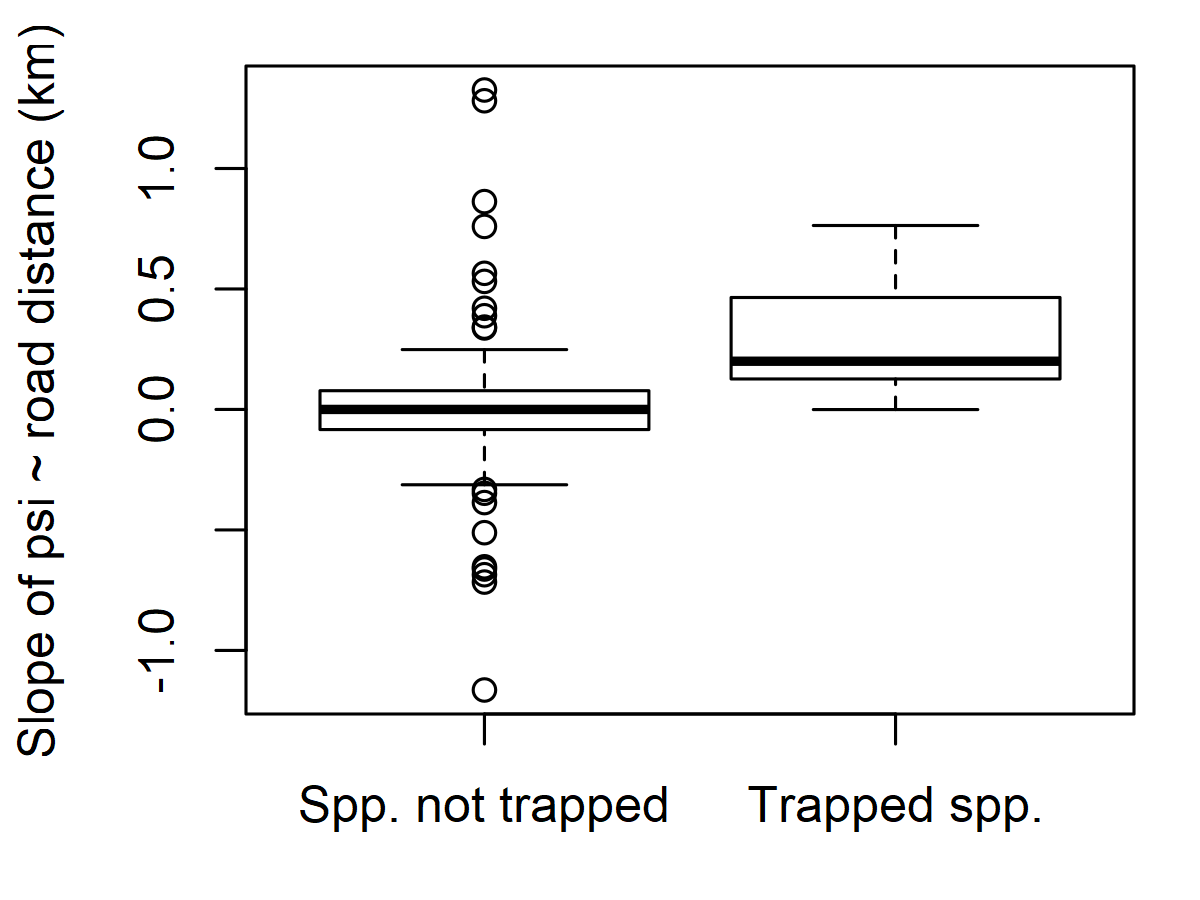 Slope of psi ~ road distance (km)
1.0
0.5
0.0
-1.0
Spp. not trapped
Trapped spp.